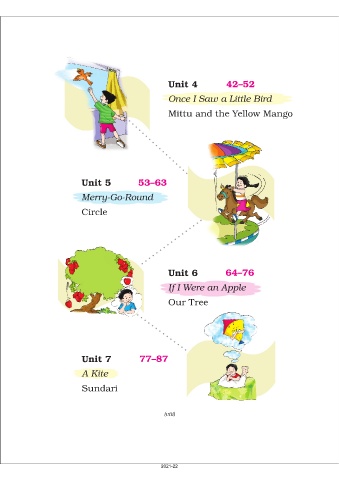 Unit 4 42–52
Once I Saw a Little Bird
Mittu and the Yellow Mango
Unit 5 53–63
Merry-Go-Round
Circle
Unit 6 64–76
If I Were an Apple
Our Tree
Unit 7 77–87
A Kite
Sundari
2021-22